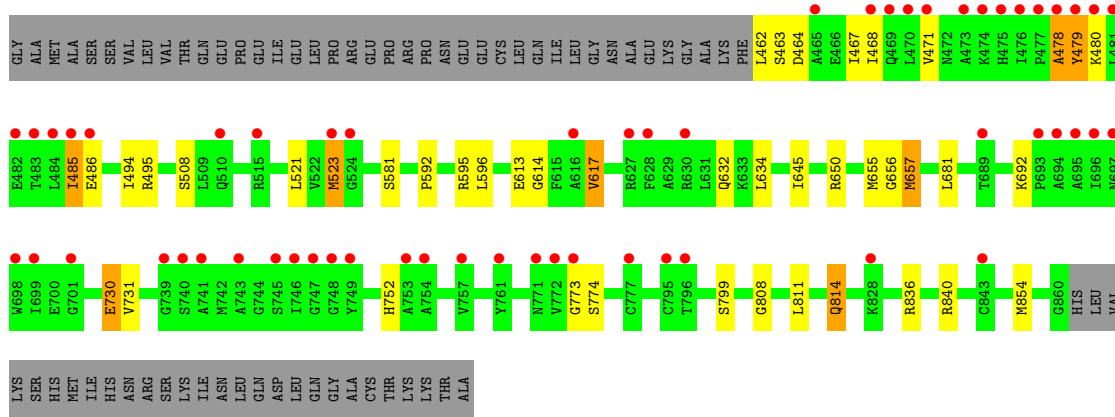 GLY ALA MET ALA SER SER VAL LEU VAL THR GLN GLU PRO GLU ILE GLU LEU PRO ARG GLU PRO ARG PRO ASN GLU GLU CYS LEU GLN ILE LEU GLY ASN ALA GLU LYS GLY ALA LYS PHE L462 S463 D464 A465 E466 I467 I468 Q469 L470 V471 N472 A473 K474 H475 I476 P477 A478 Y479 K480 L481
E482 T483 L484 I485 E486 I494 R495 S508 L509 Q510 R515 L521 V522 M523 G524 S581 P592 R595 L596 E613 G614 F615 A616 V617 R627 F628 A629 R630 L631 Q632 K633 L634 I645 R650 M655 G656 M657 L681 T689 K692 P693 A694 A695 I696 N697
W698 I699 E700 G701 E730 V731 G739 S740 A741 M742 A743 G744 S745 I746 G747 G748 Y749 H752 A753 A754 V757 Y761 N771 V772 G773 S774 C777 C795 T796 S799 G808 L811 Q814 K828 R836 R840 C843 M854 G860 HIS LEU VAL
LYS SER HIS MET ILE HIS ASN ARG SER LYS ILE ASN LEU GLN ASP LEU GLN GLY ALA CYS THR LYS LYS THR ALA